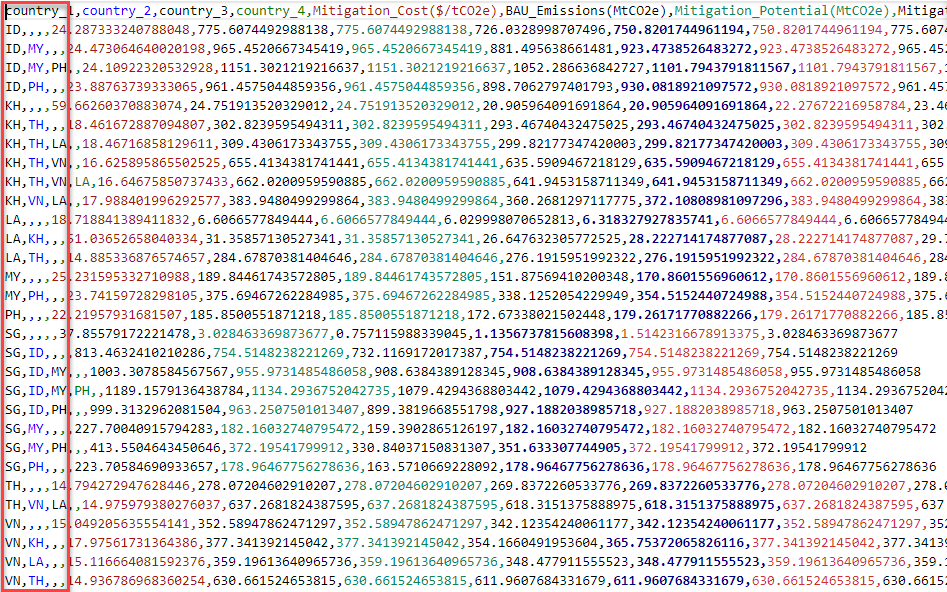 country_1,country_2,country_3,country_4,Mitigation_Cost($/tCO2e),BAU_Emissions(MtCO2e),Mitigation_Potential(MtCO2e),Mitigat
ID,,,,24.287333240788048,775.6074492988138,775.6074492988138,726.0328998707496,750.8201744961194,750.8201744961194,775.6074
ID,MY,,,24.473064640020198,965.4520667345419,965.4520667345419,881.495638661481,923.4738526483272,923.4738526483272,965.452
ID,MY,PH,,24.10922320532928,1151.3021219216637,1151.3021219216637,1052.286637842727,1101.7943791811567,1101.7943791811567,1
ID,PH,,,23.88763739333065,961.4575044859356,961.4575044859356,898.7062797401793,930.0818921097572,930.0818921097572,961.457
KH,,,,59.66260370883074,24.751913520329012,24.751913520329012,20.905964091691864,20.905964091691864,22.27672216958784,23.46
KH,TH,,,18.461672887094807,302.8239595494311,302.8239595494311,293.46740432475025,293.46740432475025,302.8239595494311,302
KH,TH,LA,,18.46716858129611,309.4306173343755,309.4306173343755,299.82177347420003,299.82177347420003,309.4306173343755,309
KH,TH,VN,,16.625895865502525,655.4134381741441,655.4134381741441,635.5909467218129,635.5909467218129,655.4134381741441,655
KH,TH,VN,LA,16.64675850737433,662.0200959590885,662.0200959590885,641.9453158711349,641.9453158711349,662.0200959590885,662
KH,VN,LA,,17.988401996292577,383.9480499299864,383.9480499299864,360.2681297117775,372.10808981097296,383.9480499299864,383
LA,,,,18.718841389411832,6.6066577849444,6.6066577849444,6.029998070652813,6.318327927835741,6.6066577849444,6.606657784944
LA,KH,,,51.03652658040334,31.35857130527341,31.35857130527341,26.647632305772525,28.222714174877087,28.222714174877087,29.7
LA,TH,,,14.885336876574657,284.67870381404646,284.67870381404646,276.1915951992322,276.1915951992322,284.67870381404646,284
MY,,,,25.231595332710988,189.84461743572805,189.84461743572805,151.87569410200348,170.8601556960612,170.8601556960612,189.8
MY,PH,,,23.74159728298105,375.69467262284985,375.69467262284985,338.1252054229949,354.5152440724988,354.5152440724988,375.6
PH,,,,22.21957931681507,185.8500551871218,185.8500551871218,172.67338021502448,179.26171770882266,179.26171770882266,185.85
SG,,,,,37.85579172221478,3.028463369873677,0.757115988339045,1.1356737815608398,1.5142316678913375,3.028463369873677
SG,ID,,,,813.4632410210286,754.5148238221269,732.1169272017387,754.5148238221269,754.5148238221269,754.5148238221269
SG,ID,MY,,,1003.3078584567567,955.9731485486058,908.6384389128345,908.6384389128345,955.9731485486058,955.9731485486058
SG,ID,MY,PH,,1189.1579136438784,1134.2936752042735,1079.4294368803442,1079.4294368803442,1134.2936752042735,1134.2936752042
SG,ID,PH,,,999.3132962081504,963.2507501013407,899.3819668551798,927.1882038985718,927.1882038985718,963.2507501013407
SG,MY,,,,227.70040915794283,182.16032740795472,159.3902865126197,182.16032740795472,182.16032740795472,182.16032740795472
SG,MY,PH,,,413.5504643450646,372.19541799912,330.84037150831307,351.633307744905,372.19541799912,372.19541799912
SG,PH,,,,223.70584690933657,178.96467756278636,163.5710669228092,178.96467756278636,178.96467756278636,178.96467756278636
TH,,,,14.794272947628446,278.07204602910207,278.07204602910207,269.8372260533776,269.8372260533776,278.07204602910207,278.0
TH,VN,LA,,14.975979380276037,637.2681824387595,637.2681824387595,618.3151375888975,618.3151375888975,637.2681824387595,637
VN,,,,15.049205635554141,352.58947862471297,352.58947862471297,342.12354240061177,342.12354240061177,352.58947862471297,352
VN,KH,,,17.97561731364386,377.341392145042,377.341392145042,354.1660491953604,365.75372065826116,377.341392145042,377.34139
VN,LA,,,15.116664081592376,359.19613640965736,359.19613640965736,348.477911555523,348.477911555523,359.19613640965736,359.1
VN,TH,,,14.936786968360254,630.661524653815,630.661524653815,611.9607684331679,611.9607684331679,630.661524653815,630.66152